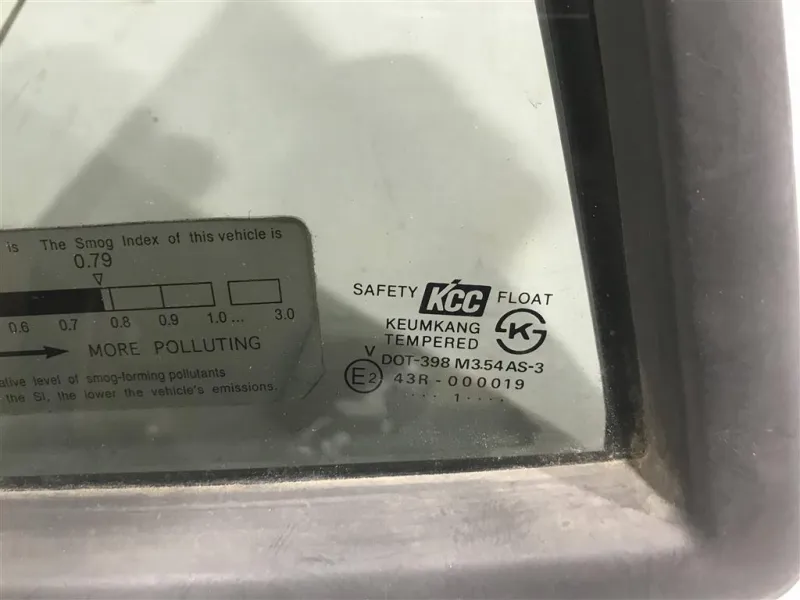 is The Smog Index of this vehicle is
0.79
0.6 0.7 0.8 0.9 1.0... 3.0
MORE POLLUTING
ative level of smog-forming pollutants
the SI, the lower the vehicle's emissions.
SAFETY KCC FLOAT
KEUMKANG K
TEMPERED
V DOT-398 M3.54 AS-3
E2 43R-000019
.... 1 ....